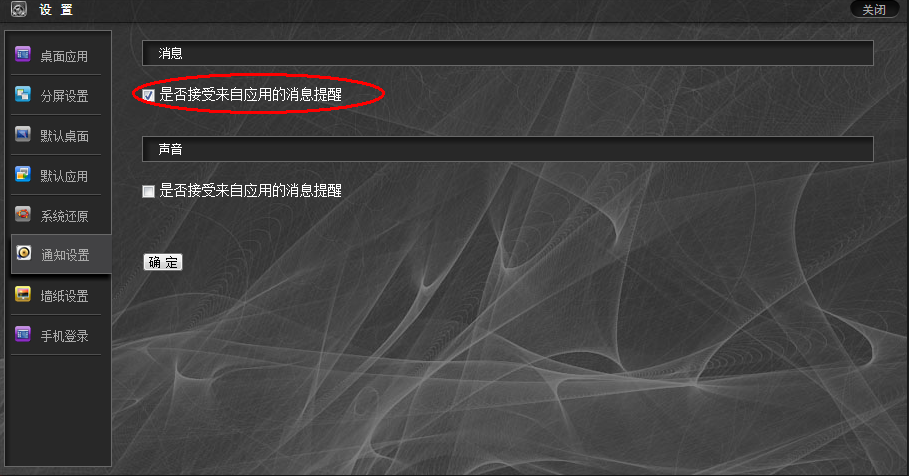 设 置
关闭
桌面应用
分屏设置
默认桌面
默认应用
系统还原
通知设置
墙纸设置
手机登录
消息
是否接受来自应用的消息提醒
声音
是否接受来自应用的消息提醒
确 定